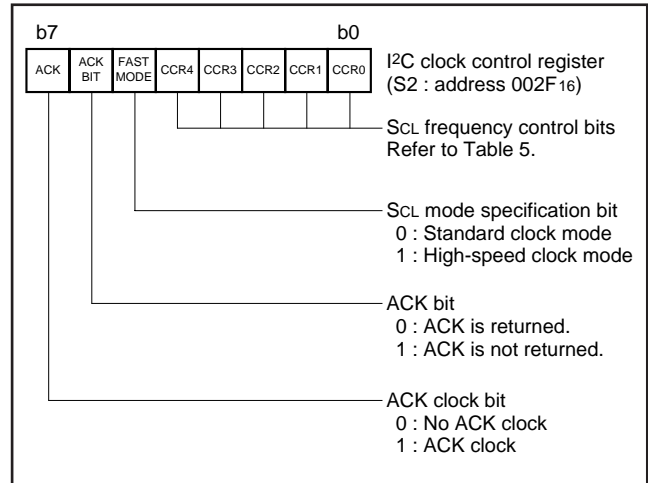 b7 b0
ACK
ACK BIT
FAST MODE
CCR4
CCR3
CCR2
CCR1
CCR0
I2C clock control register
(S2 : address 002F16)
SCL frequency control bits
Refer to Table 5.
SCL mode specification bit
0 : Standard clock mode
1 : High-speed clock mode
ACK bit
0 : ACK is returned.
1 : ACK is not returned.
ACK clock bit
0 : No ACK clock
1 : ACK clock